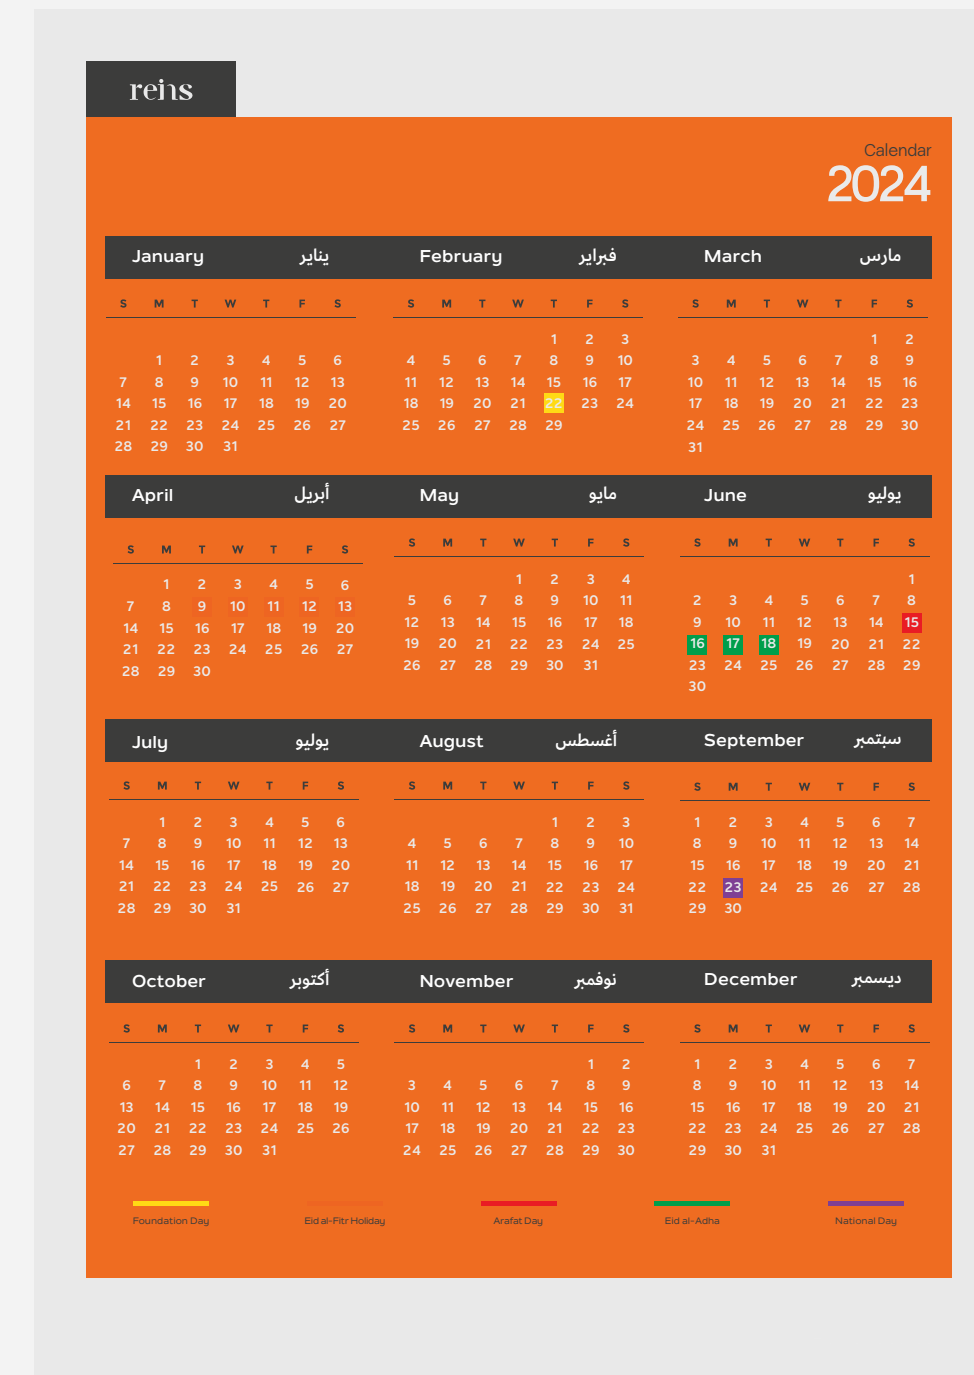 reins
Calendar
2024
January يناير February فبراير March مارس
S M T W T F S S M T W T F S S M T W T F S
1 2 3 1 2
1 2 3 4 5 6 4 5 6 7 8 9 10 3 4 5 6 7 8 9
7 8 9 10 11 12 13 11 12 13 14 15 16 17 10 11 12 13 14 15 16
14 15 16 17 18 19 20 18 19 20 21 22 23 24 17 18 19 20 21 22 23
21 22 23 24 25 26 27 25 26 27 28 29 24 25 26 27 28 29 30
28 29 30 31 31
April أبريل May مايو June يوليو
S M T W T F S S M T W T F S S M T W T F S
1 2 3 4 5 6 1 2 3 4 1
7 8 9 10 11 12 13 5 6 7 8 9 10 11 2 3 4 5 6 7 8
14 15 16 17 18 19 20 12 13 14 15 16 17 18 9 10 11 12 13 14 15
21 22 23 24 25 26 27 19 20 21 22 23 24 25 16 17 18 19 20 21 22
28 29 30 26 27 28 29 30 31 23 24 25 26 27 28 29
30
July يوليو August أغسطس September سبتمبر
S M T W T F S S M T W T F S S M T W T F S
1 2 3 4 5 6 1 2 3 1 2 3 4 5 6 7
7 8 9 10 11 12 13 4 5 6 7 8 9 10 8 9 10 11 12 13 14
14 15 16 17 18 19 20 11 12 13 14 15 16 17 15 16 17 18 19 20 21
21 22 23 24 25 26 27 18 19 20 21 22 23 24 22 23 24 25 26 27 28
28 29 30 31 25 26 27 28 29 30 31 29 30
October أكتوبر November نوفمبر December ديسمبر
S M T W T F S S M T W T F S S M T W T F S
1 2 3 4 5 1 2 1 2 3 4 5 6 7
6 7 8 9 10 11 12 3 4 5 6 7 8 9 8 9 10 11 12 13 14
13 14 15 16 17 18 19 10 11 12 13 14 15 16 15 16 17 18 19 20 21
20 21 22 23 24 25 26 17 18 19 20 21 22 23 22 23 24 25 26 27 28
27 28 29 30 31 24 25 26 27 28 29 30 29 30 31
Foundation Day Eid al-Fitr Holiday Arafat Day Eid al-Adha National Day